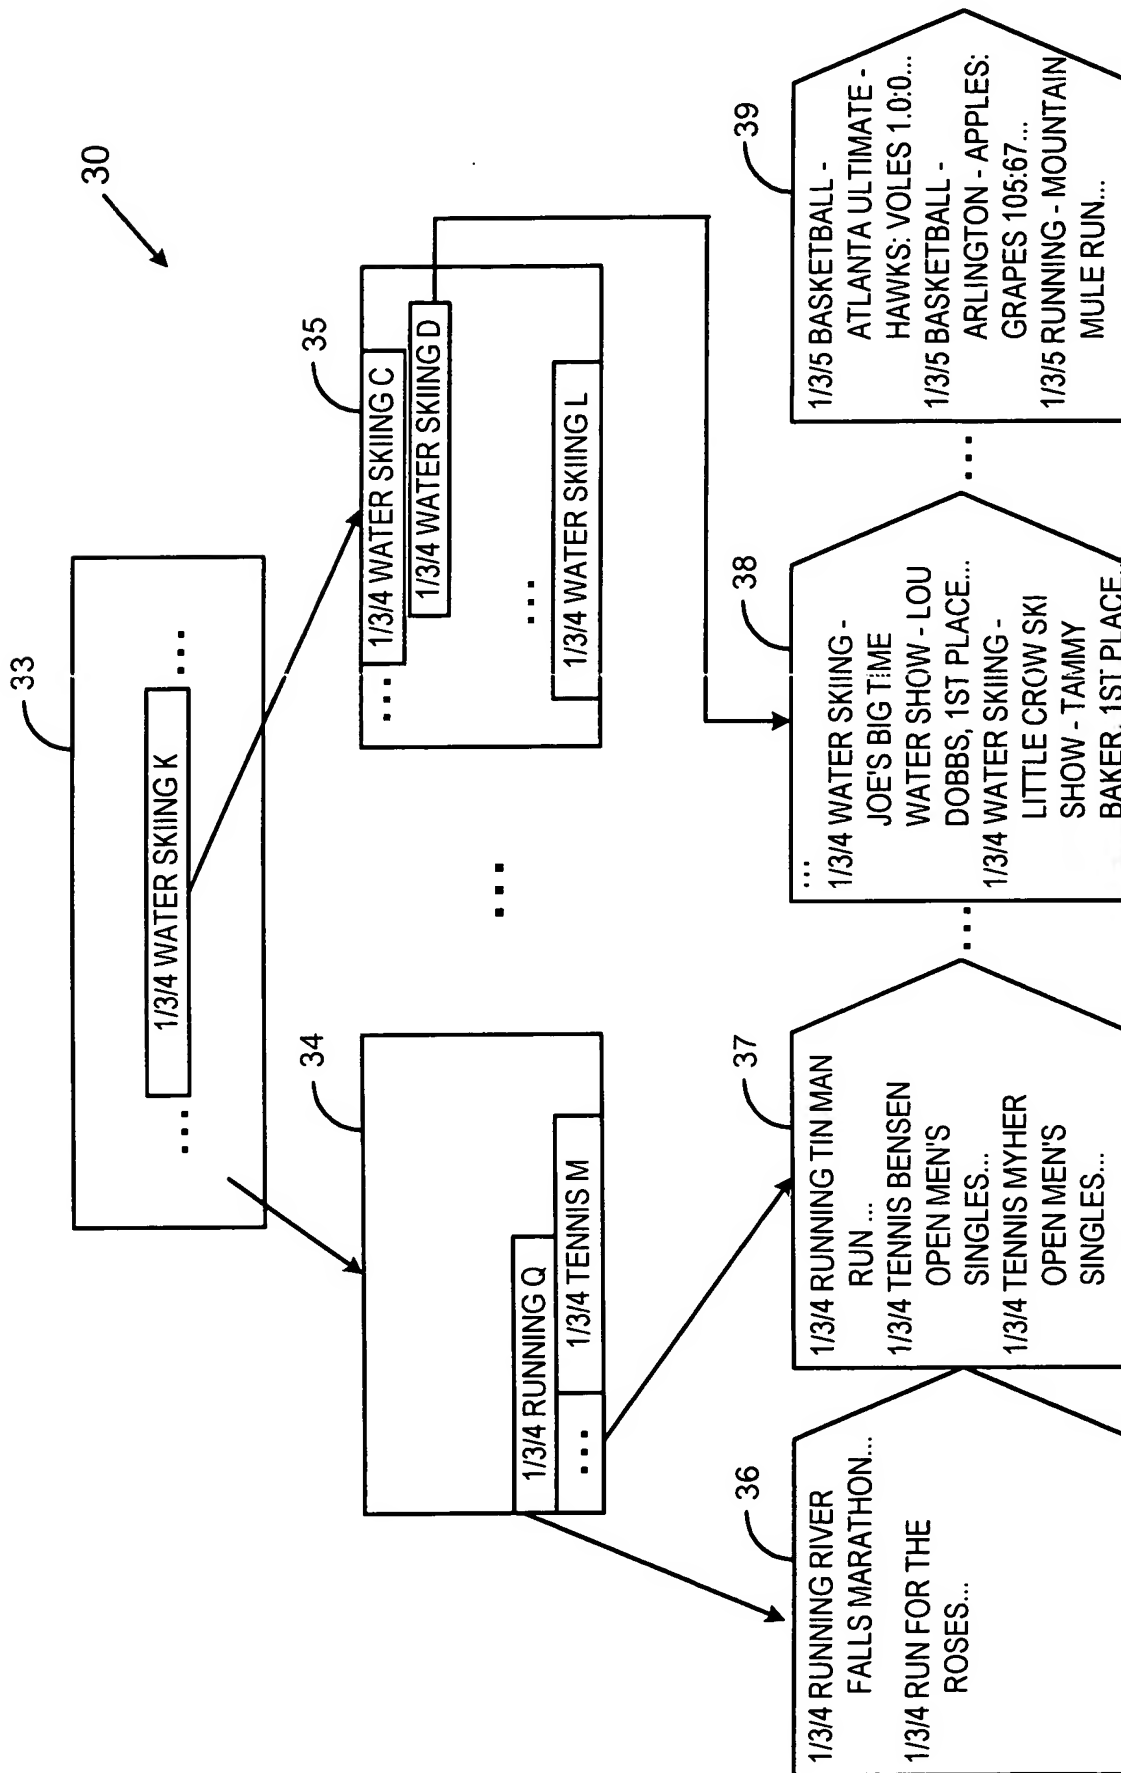 30
33
... 1/3/4 WATER SKIING K ...
34
1/3/4 RUNNING Q
... 1/3/4 TENNIS M
...
35
... 1/3/4 WATER SKIING C
1/3/4 WATER SKIING D
...
1/3/4 WATER SKIING L
36
1/3/4 RUNNING RIVER
FALLS MARATHON...
1/3/4 RUN FOR THE
ROSES...
37
1/3/4 RUNNING TIN MAN
RUN ...
1/3/4 TENNIS BENSEN
OPEN MEN'S
SINGLES...
1/3/4 TENNIS MYHER
OPEN MEN'S
SINGLES...
...
38
...
1/3/4 WATER SKIING -
JOE'S BIG TIME
WATER SHOW - LOU
DOBBS, 1ST PLACE...
1/3/4 WATER SKIING -
LITTLE CROW SKI
SHOW - TAMMY
BAKER, 1ST PLACE
...
39
1/3/5 BASKETBALL -
ATLANTA ULTIMATE -
HAWKS: VOLES 1.0:0...
1/3/5 BASKETBALL -
ARLINGTON - APPLES:
GRAPES 105:67...
1/3/5 RUNNING - MOUNTAIN
MULE RUN...